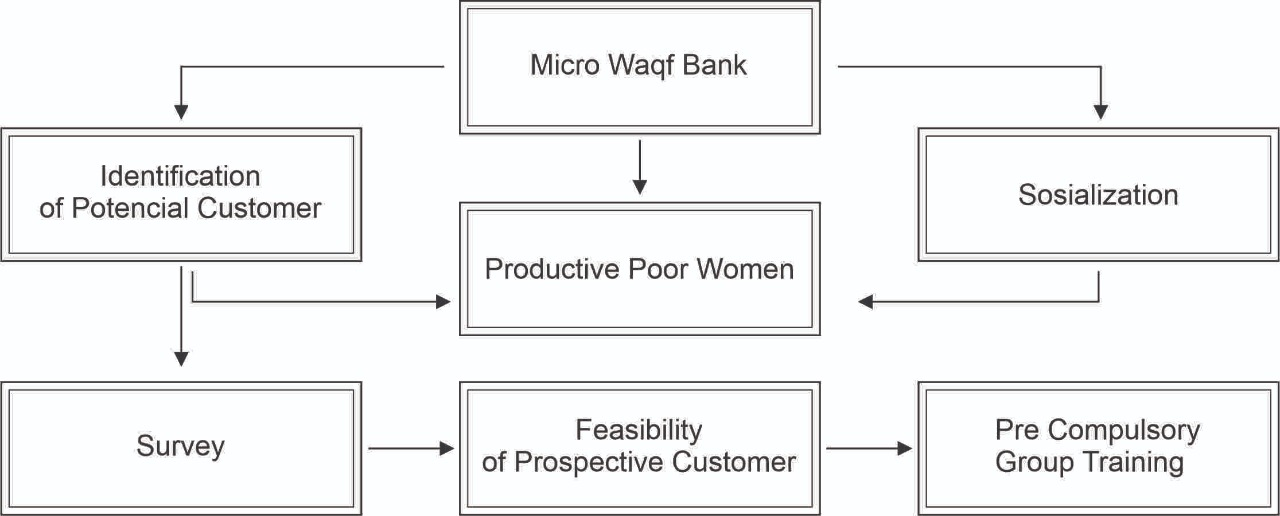 Micro Waqf Bank
Identification
of Potencial Customer
Sosialization
Productive Poor Women
Survey
Feasibility
of Prospective Customer
Pre Compulsory
Group Training